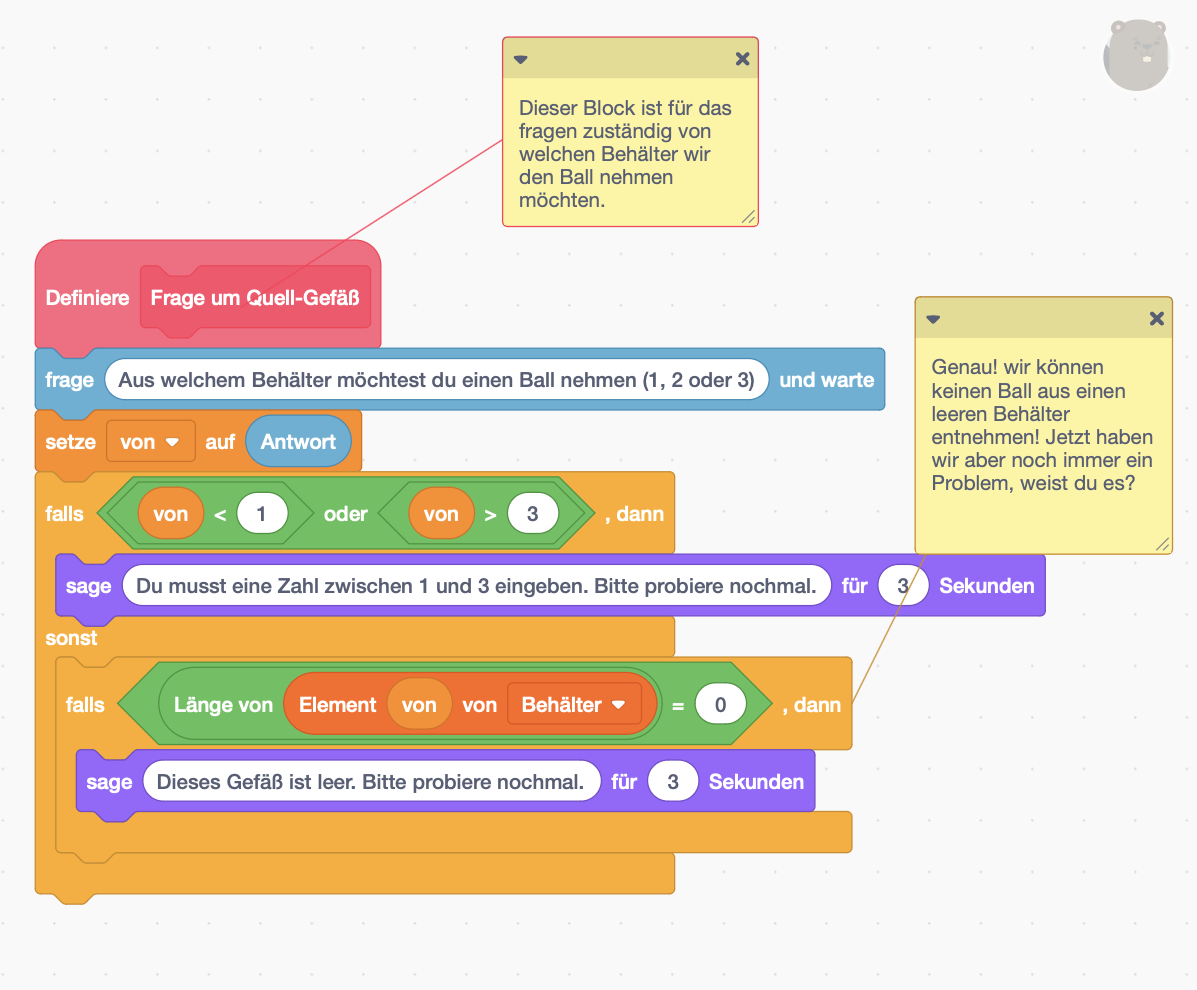 Dieser Block ist für das
fragen zuständig von
welchen Behälter wir
den Ball nehmen
möchten.
Definiere Frage um Quell-Gefäß
Genau! wir können
keinen Ball aus einen
leeren Behälter
entnehmen! Jetzt haben
wir aber noch immer ein
Problem, weist du es?
frage Aus welchem Behälter möchtest du einen Ball nehmen (1, 2 oder 3) und warte
setze von auf Antwort
falls von < 1 oder von > 3 , dann
sage Du musst eine Zahl zwischen 1 und 3 eingeben. Bitte probiere nochmal. für 3 Sekunden
sonst
falls Länge von Element von von Behälter = 0 , dann
sage Dieses Gefäß ist leer. Bitte probiere nochmal. für 3 Sekunden